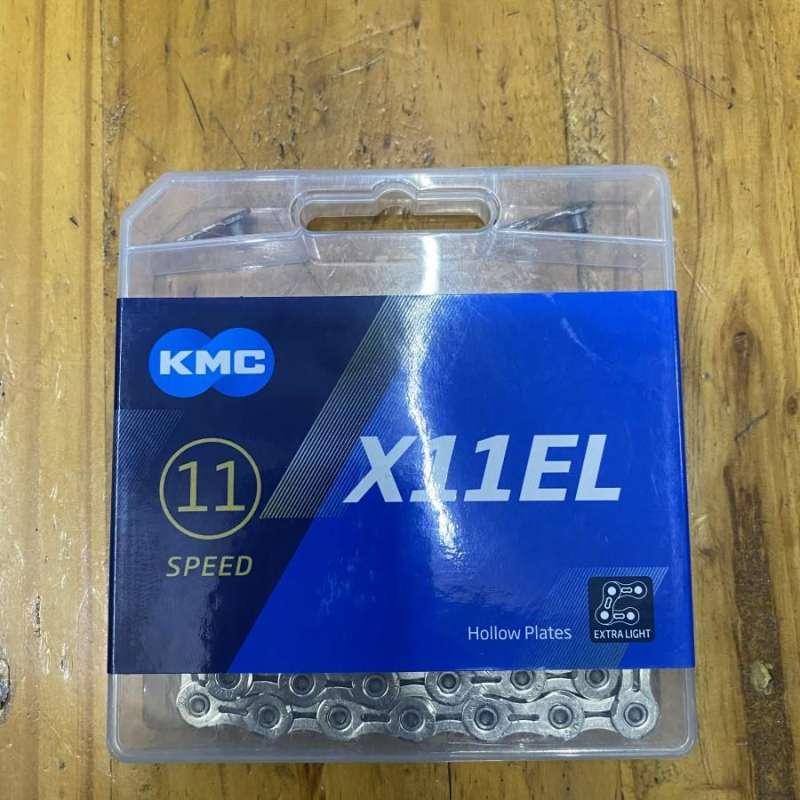 KMC
11
SPEED
X11EL
Hollow Plates
EXTRA LIGHT